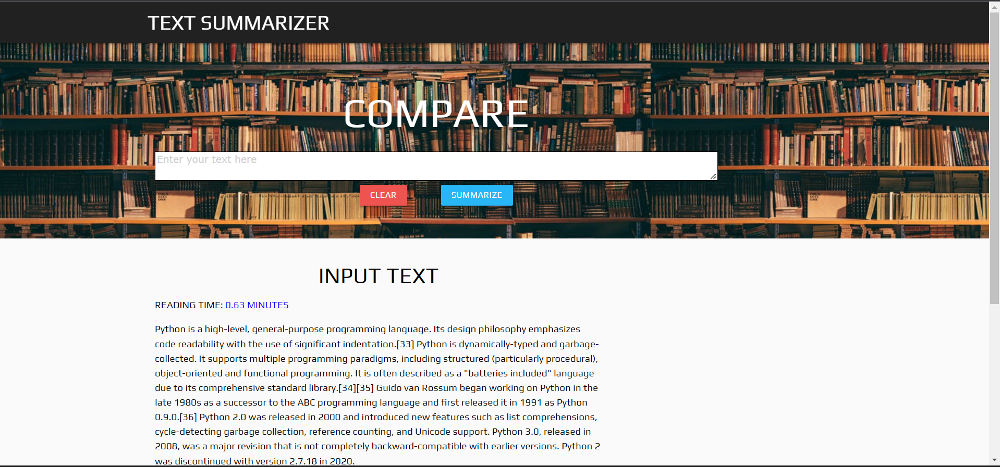 TEXT SUMMARIZER
COMPARE
Enter your text here
CLEAR
SUMMARIZE
INPUT TEXT
READING TIME: 0.63 MINUTES
Python is a high-level, general-purpose programming language. Its design philosophy emphasizes
code readability with the use of significant indentation.[33] Python is dynamically-typed and garbage-
collected. It supports multiple programming paradigms, including structured (particularly procedural),
object-oriented and functional programming. It is often described as a "batteries included" language
due to its comprehensive standard library.[34][35] Guido van Rossum began working on Python in the
late 1980s as a successor to the ABC programming language and first released it in 1991 as Python
0.9.0.[36] Python 2.0 was released in 2000 and introduced new features such as list comprehensions,
cycle-detecting garbage collection, reference counting, and Unicode support. Python 3.0, released in
2008, was a major revision that is not completely backward-compatible with earlier versions. Python 2
was discontinued with version 2.7.18 in 2020.